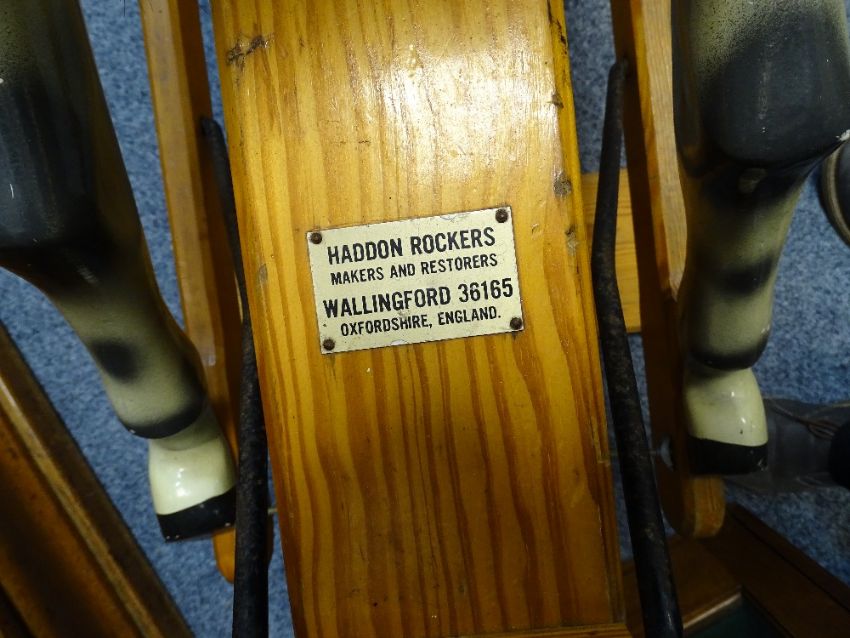 HADDON ROCKERS
MAKERS AND RESTORERS
WALLINGFORD 36165
OXFORDSHIRE, ENGLAND.